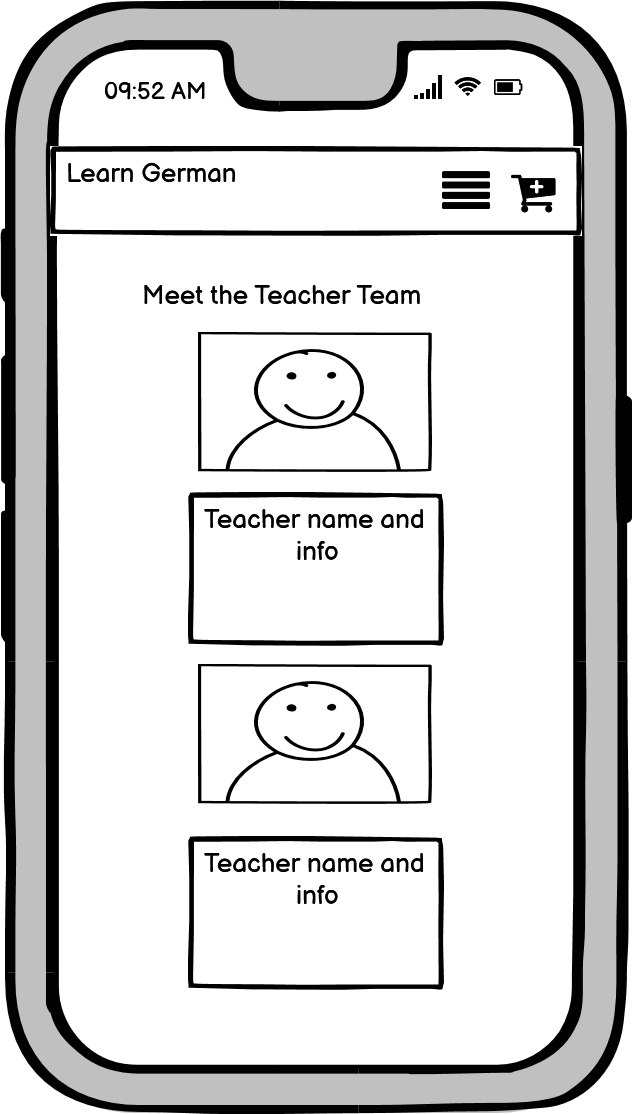 09:52 AM
Learn German
Meet the Teacher Team
Teacher name and
info
Teacher name and
info